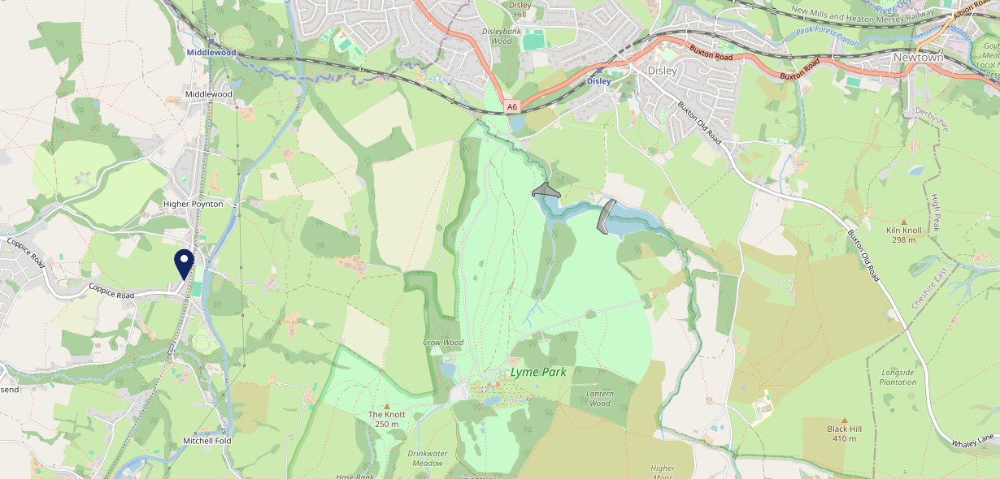 Disley
Hill
New Mills and Heaton Mersey Railway
Albion Road
River Goyt
Disleybank
Wood
Peak Forest Canal
Middlewood
Buxton Road
Newtown
Disley
Disley
Buxton Road
Middlewood
A6
Buxton Old Road
Derbyshire
Higher Poynton
High Peak
Kiln Knoll
298 m
Coppice Road
Buxton Old Road
Coppice Road
Cheshire East
Crow Wood
Lyme Park
Longside
Plantation
send
Lantern
Wood
The Knott
250 m
Black Hill
410 m
Mitchell Fold
Whaley Lane
Drinkwater
Meadow
Higher
Moor
Hase Bank